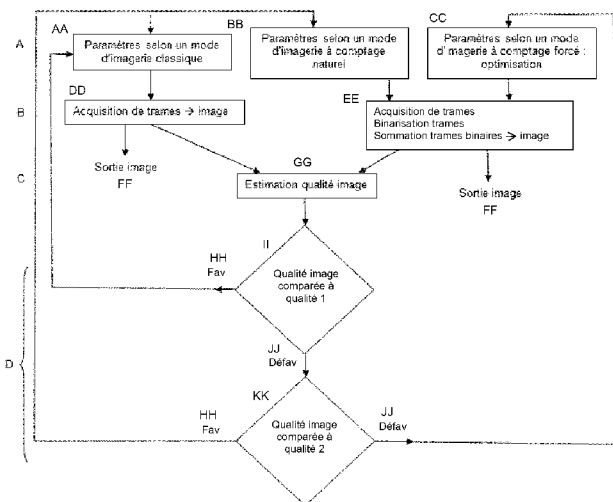 AA
BB
CC
A
Paramètres selon un mode
d'imagerie classique
Paramètres selon un mode
d'imagerie à comptage
naturel
Paramètres selon un mode
d' magerie à comptage forcé :
optimisation
DD
EE
B
Acquisition de trames → image
Acquisition de trames
Binarisation trames
Sommation trames binaires → image
Sortie image
FF
GG
C
Estimation qualité image
Sortie image
FF
II
HH
Fav
Qualité image
comparée à
qualité 1
D
JJ
Défav
KK
HH
Fav
Qualité image
comparée à
qualité 2
JJ
Défav